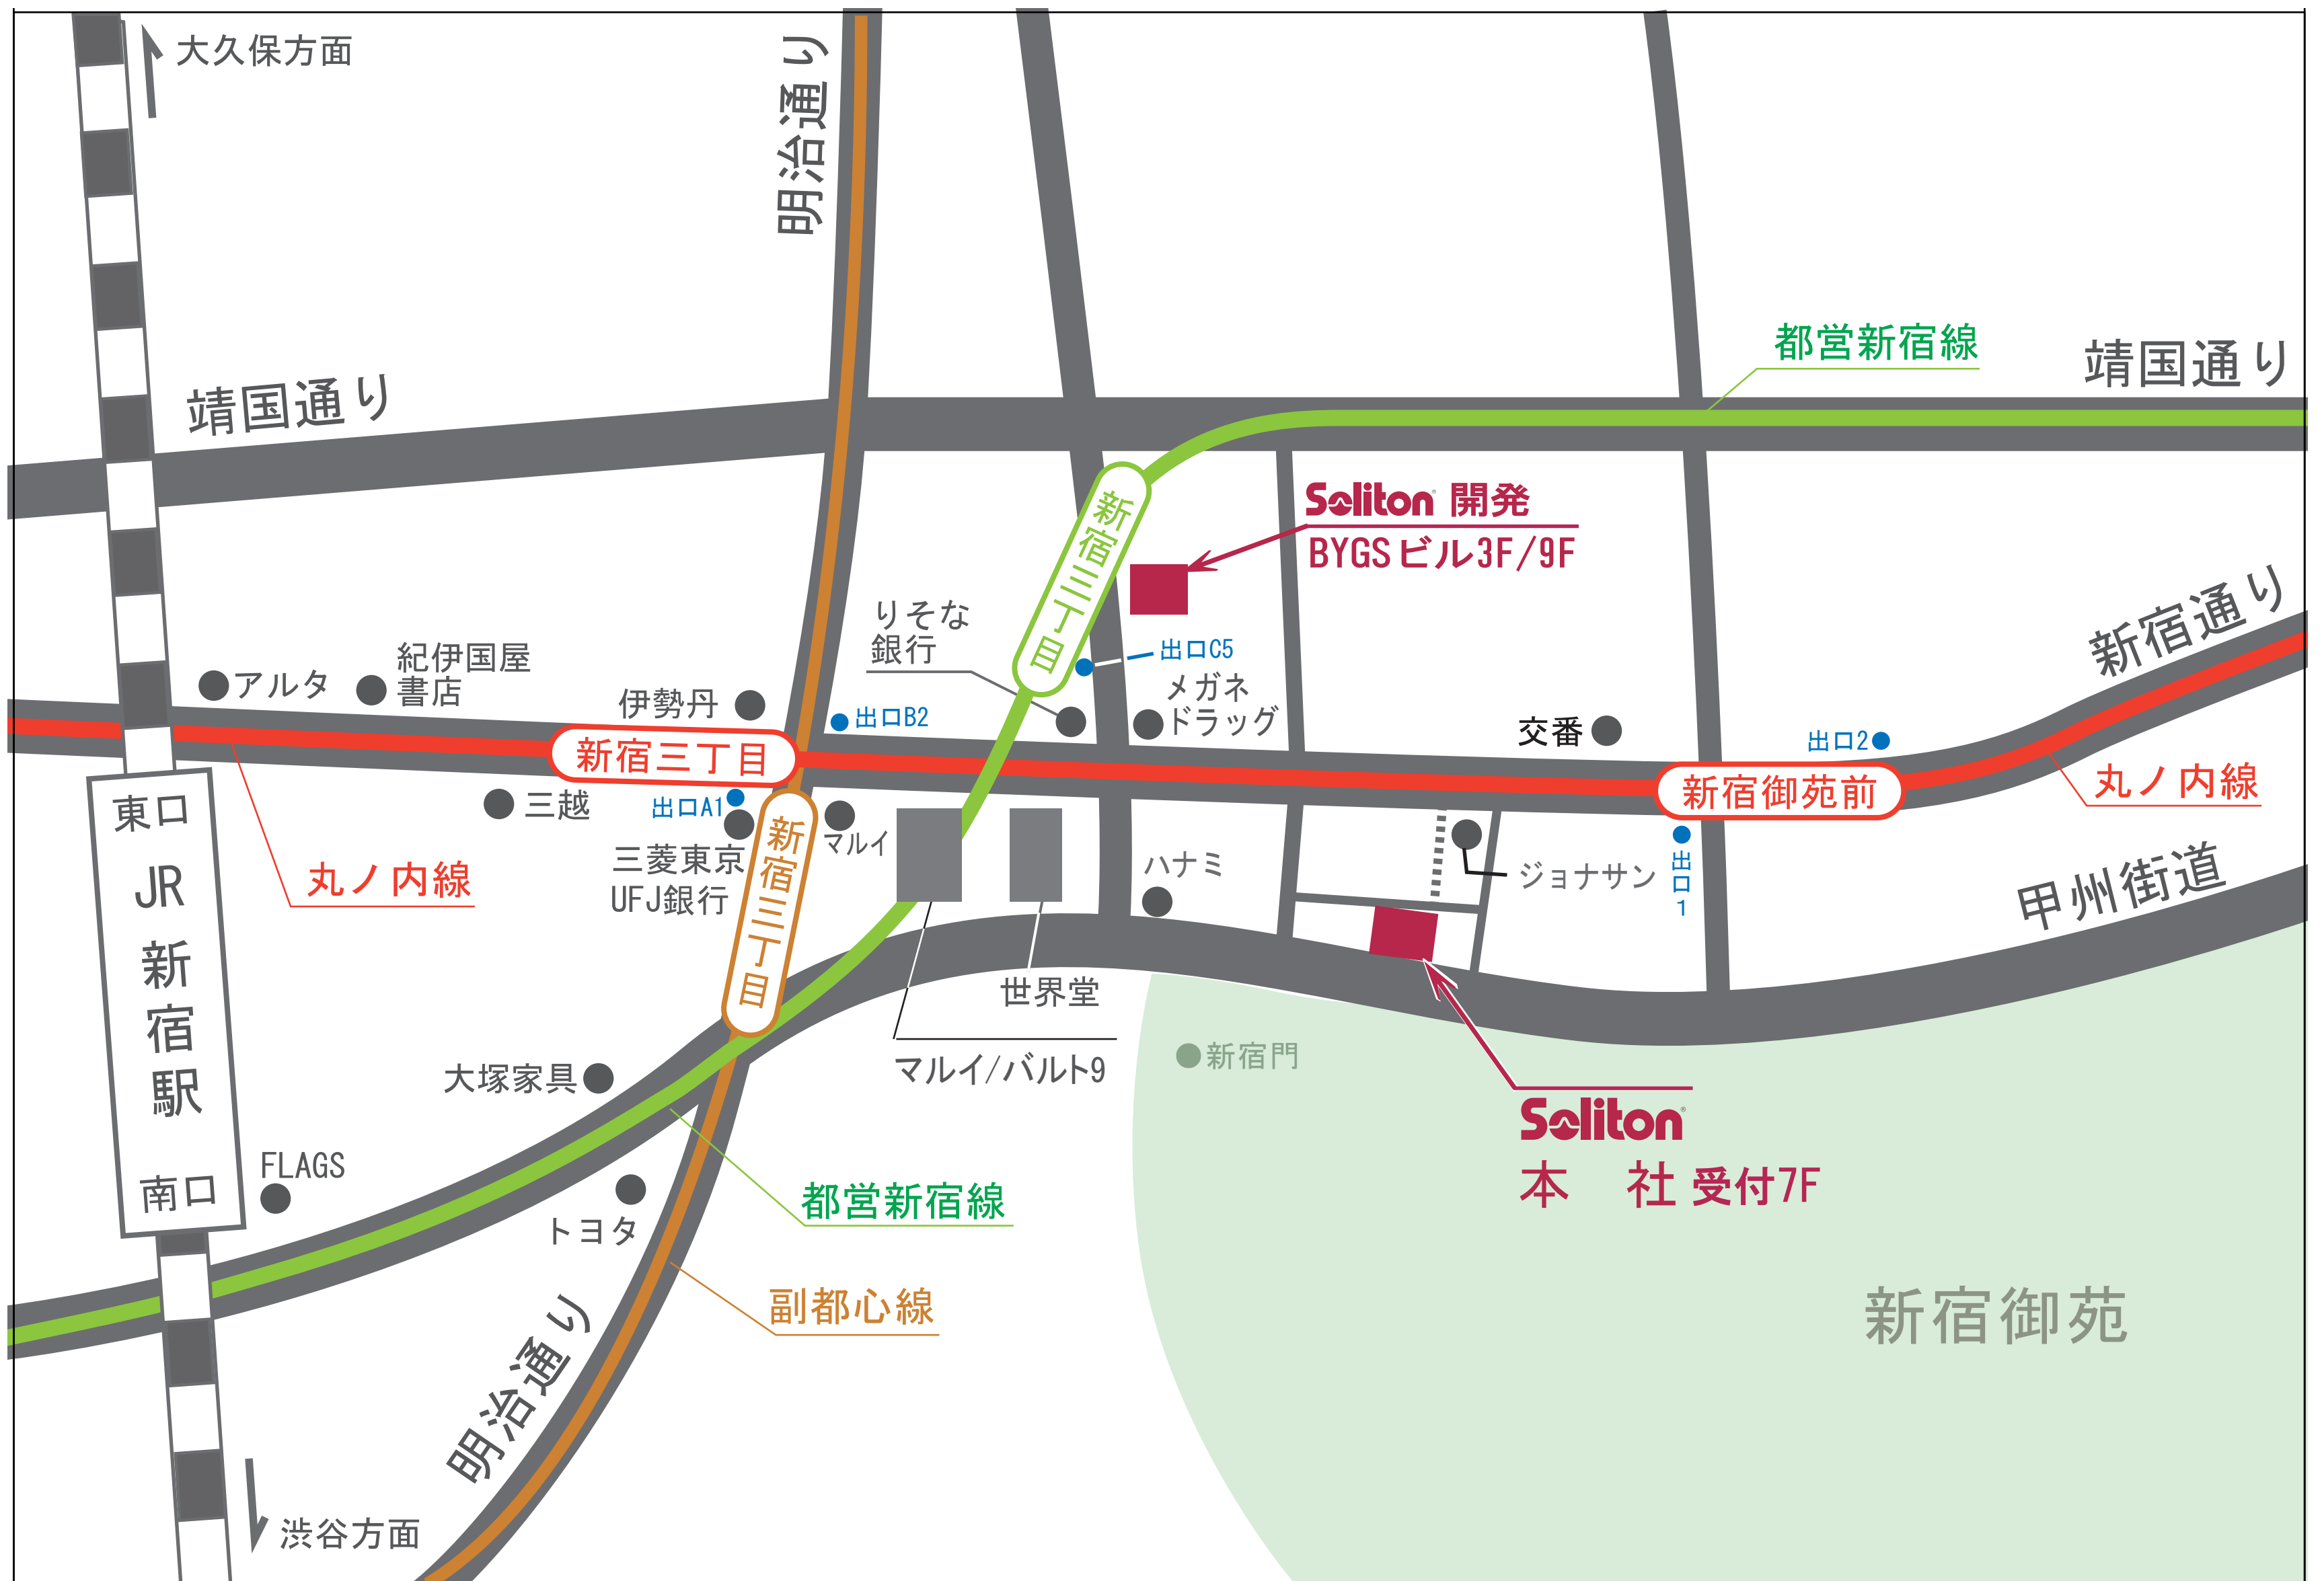 大久保方面
明治通り
都営新宿線
靖国通り
靖国通り
新宿三丁目
Soliton® 開発
BYGSビル3F/9F
新宿通り
りそな
銀行
出口C5
メガネ
ドラッグ
アルタ
紀伊国屋
書店
伊勢丹
出口B2
交番
出口2
新宿三丁目
新宿御苑前
丸ノ内線
東口
JR新宿駅
南口
三越
出口A1
三菱東京
UFJ銀行
新宿三丁目
マルイ
ハナミ
ジョナサン
出口1
甲州街道
丸ノ内線
世界堂
マルイ/バルト9
新宿門
大塚家具
Soliton®
本 社 受付7F
FLAGS
トヨタ
都営新宿線
副都心線
新宿御苑
明治通り
渋谷方面